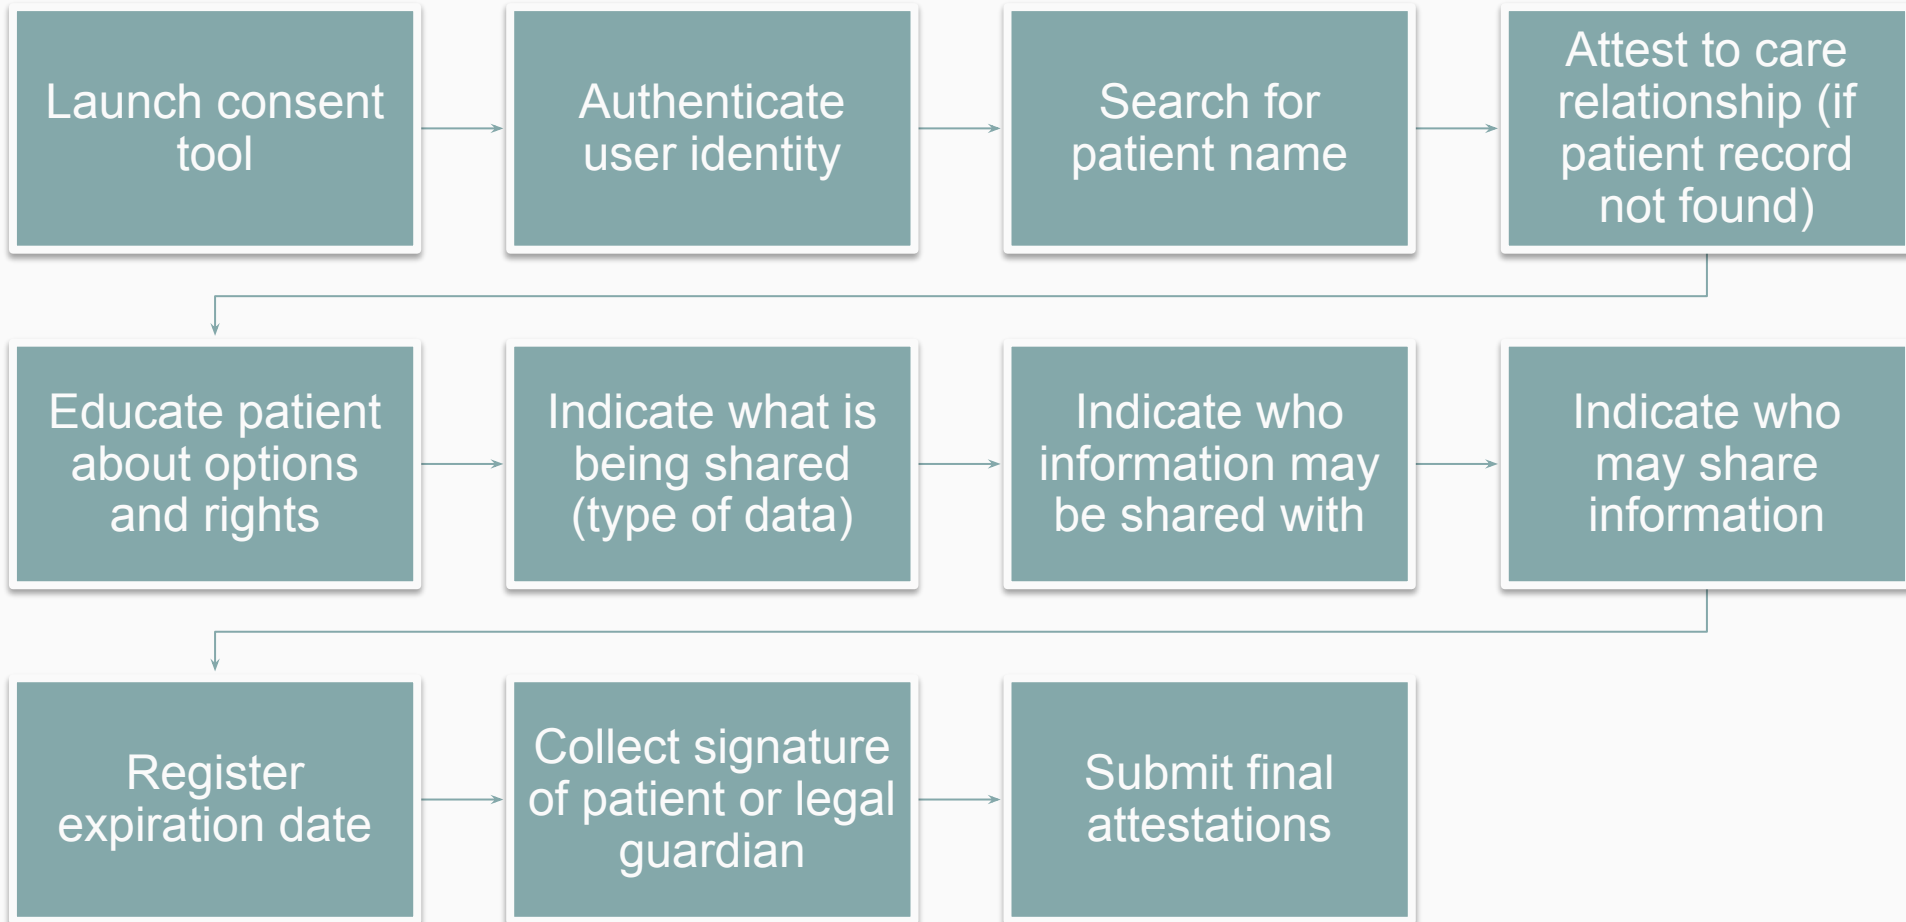 Launch consent
tool
Authenticate
user identity
Search for
patient name
Attest to care
relationship (if
patient record
not found)
Educate patient
about options
and rights
Indicate what is
being shared
(type of data)
Indicate who
information may
be shared with
Indicate who
may share
information
Register
expiration date
Collect signature
of patient or legal
guardian
Submit final
attestations